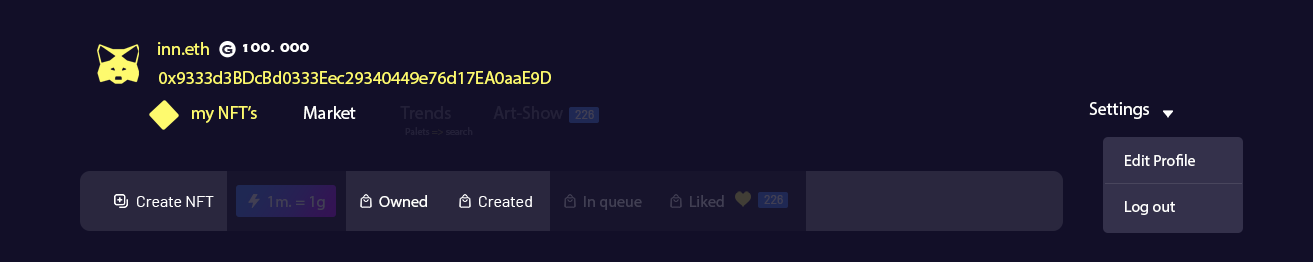 inn.eth G 100. 000
0x9333d3BDcBd0333Eec29340449e76d17EA0aaE9D
my NFT's Market Trends Art-Show 226 Settings
Palets => search
Edit Profile
Create NFT 1m. = 1g Owned Created In queue Liked 226
Log out